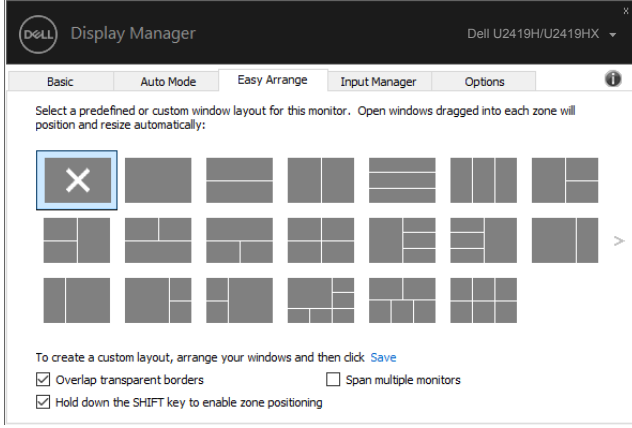 x
DELL Display Manager Dell U2419H/U2419HX
Basic Auto Mode Easy Arrange Input Manager Options
Select a predefined or custom window layout for this monitor. Open windows dragged into each zone will
position and resize automatically:
To create a custom layout, arrange your windows and then click Save
Overlap transparent borders Span multiple monitors
Hold down the SHIFT key to enable zone positioning